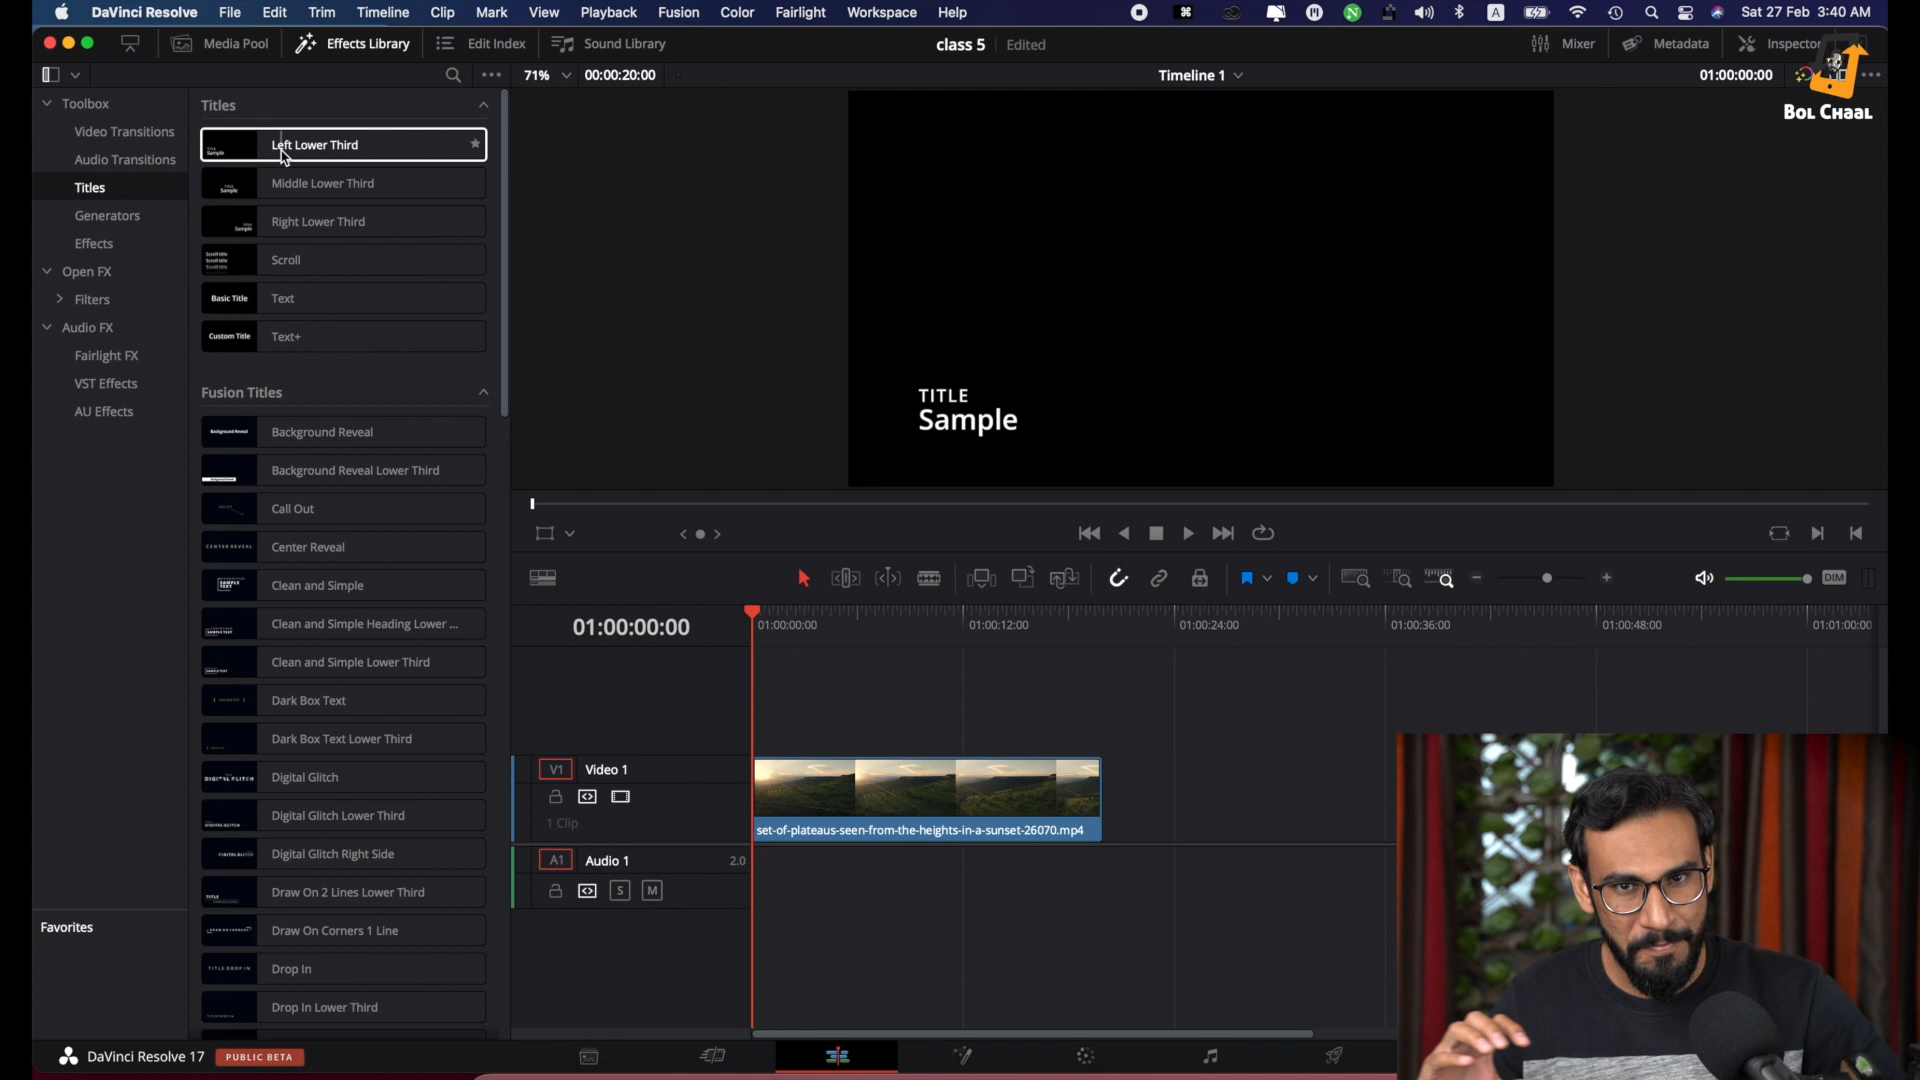 DaVinci Resolve File Edit Trim Timeline Clip Mark View Playback Fusion Color Fairlight Workspace Help
Sat 27 Feb 3:40 AM
Media Pool Effects Library Edit Index Sound Library
class 5 Edited
Mixer Metadata Inspector
71% 00:00:20:00 Timeline 1 01:00:00:00
BOL CHAAL
Toolbox
Video Transitions
Audio Transitions
Titles
Generators
Effects
Open FX
Filters
Audio FX
Fairlight FX
VST Effects
AU Effects
Favorites
Titles
Left Lower Third
Middle Lower Third
Right Lower Third
Scroll
Basic Title Text
Custom Title Text+
Fusion Titles
Background Reveal
Background Reveal Lower Third
Call Out
Center Reveal
Clean and Simple
Clean and Simple Heading Lower ...
Clean and Simple Lower Third
Dark Box Text
Dark Box Text Lower Third
Digital Glitch
Digital Glitch Lower Third
Digital Glitch Right Side
Draw On 2 Lines Lower Third
Draw On Corners 1 Line
Drop In
Drop In Lower Third
TITLE
Sample
DIM
01:00:00:00
01:00:00:00 01:00:12:00 01:00:24:00 01:00:36:00 01:00:48:00 01:01:00:00
V1 Video 1
1 Clip
set-of-plateaus-seen-from-the-heights-in-a-sunset-26070.mp4
A1 Audio 1 2.0
S M
DaVinci Resolve 17 PUBLIC BETA